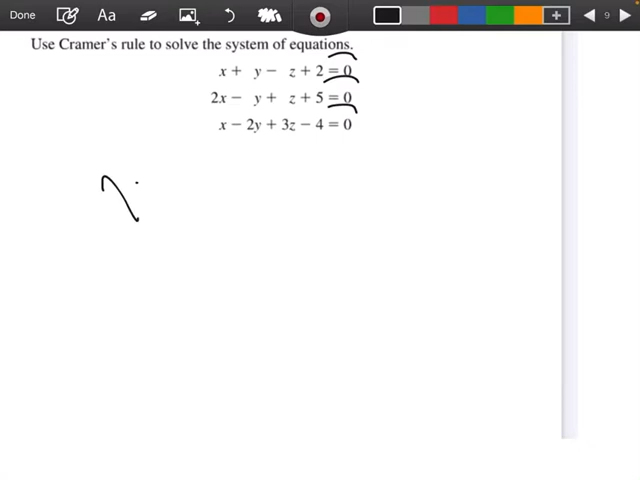 Done Aa 9
Use Cramer's rule to solve the system of equations.
x + y − z + 2 = 0
2x − y + z + 5 = 0
x − 2y + 3z − 4 = 0